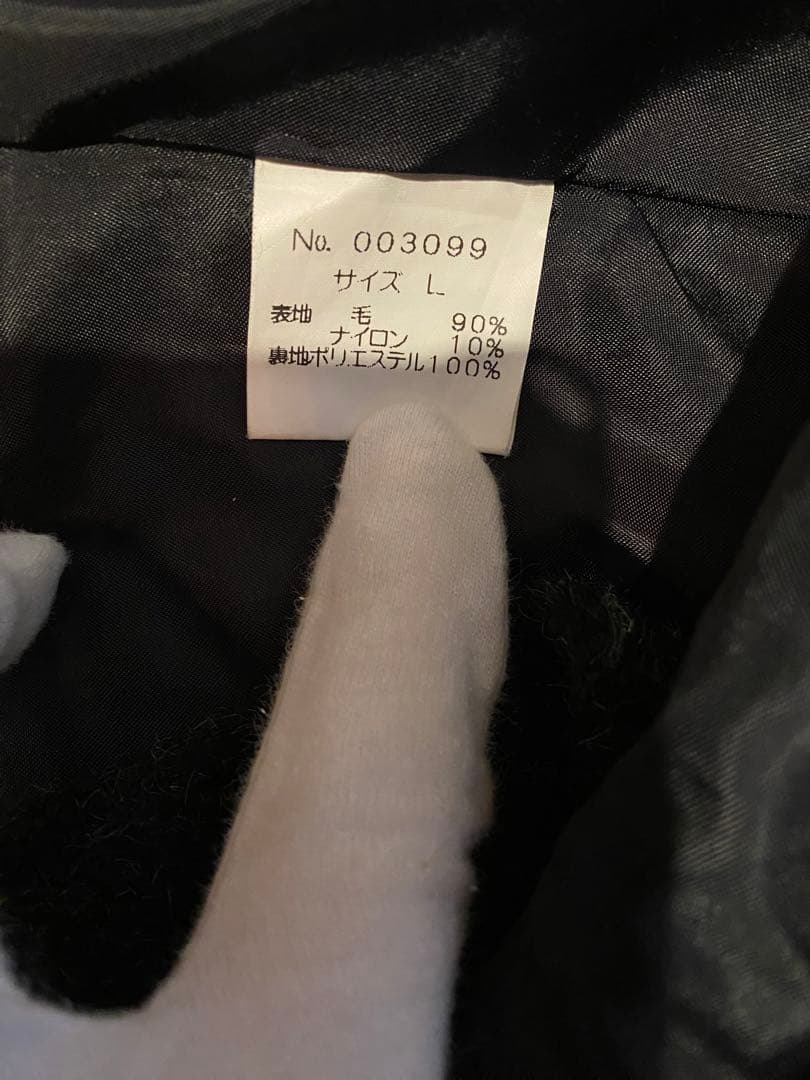 No. 003099
サイズ L
表地 毛 90%
ナイロン 10%
裏地ポリエステル100%